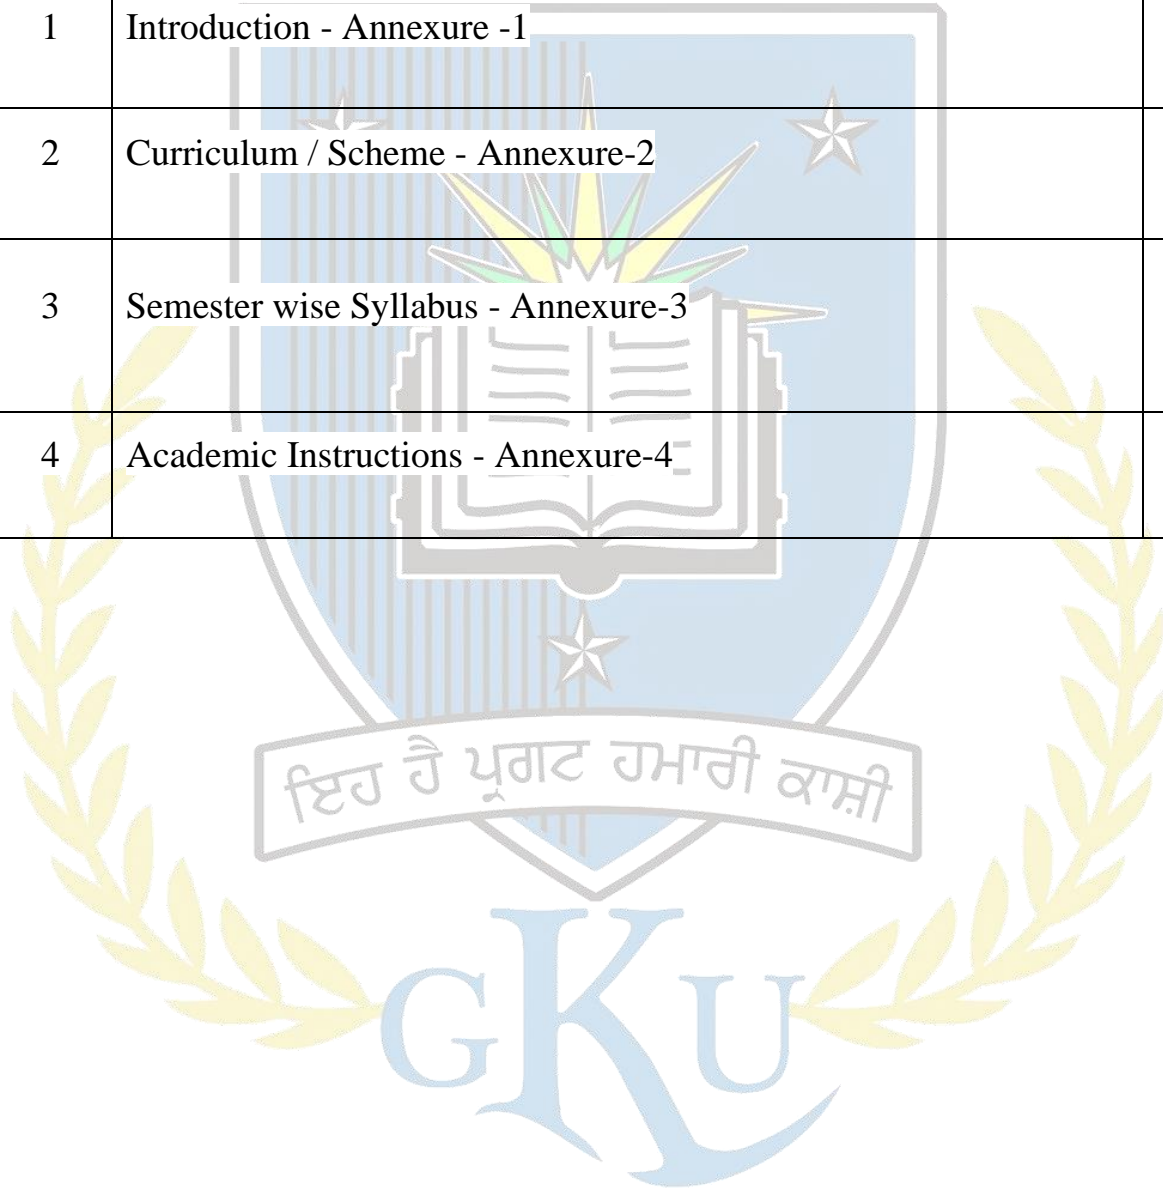 1 Introduction - Annexure -1
2 Curriculum / Scheme - Annexure-2
3 Semester wise Syllabus - Annexure-3
4 Academic Instructions - Annexure-4
ਇਹ ਹੈ ਪ੍ਰਗਟ ਹਮਾਰੀ ਕਾਸ਼ੀ
GKU